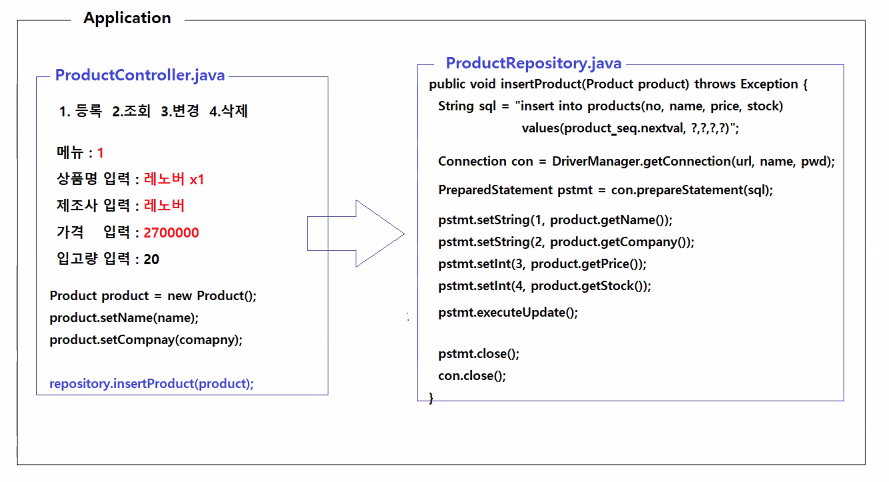 Application
ProductController.java
1. 등록 2.조회 3.변경 4.삭제
메뉴 : 1
상품명 입력 : 레노버 x1
제조사 입력 : 레노버
가격 입력 : 2700000
입고량 입력 : 20
Product product = new Product();
product.setName(name);
product.setCompnay(comapny);
repository.insertProduct(product);
ProductRepository.java
public void insertProduct(Product product) throws Exception {
String sql = "insert into products(no, name, price, stock)
values(product_seq.nextval, ?,?,?,?)";
Connection con = DriverManager.getConnection(url, name, pwd);
PreparedStatement pstmt = con.prepareStatement(sql);
pstmt.setString(1, product.getName());
pstmt.setString(2, product.getCompany());
pstmt.setInt(3, product.getPrice());
pstmt.setInt(4, product.getStock());
pstmt.executeUpdate();
pstmt.close();
con.close();
}